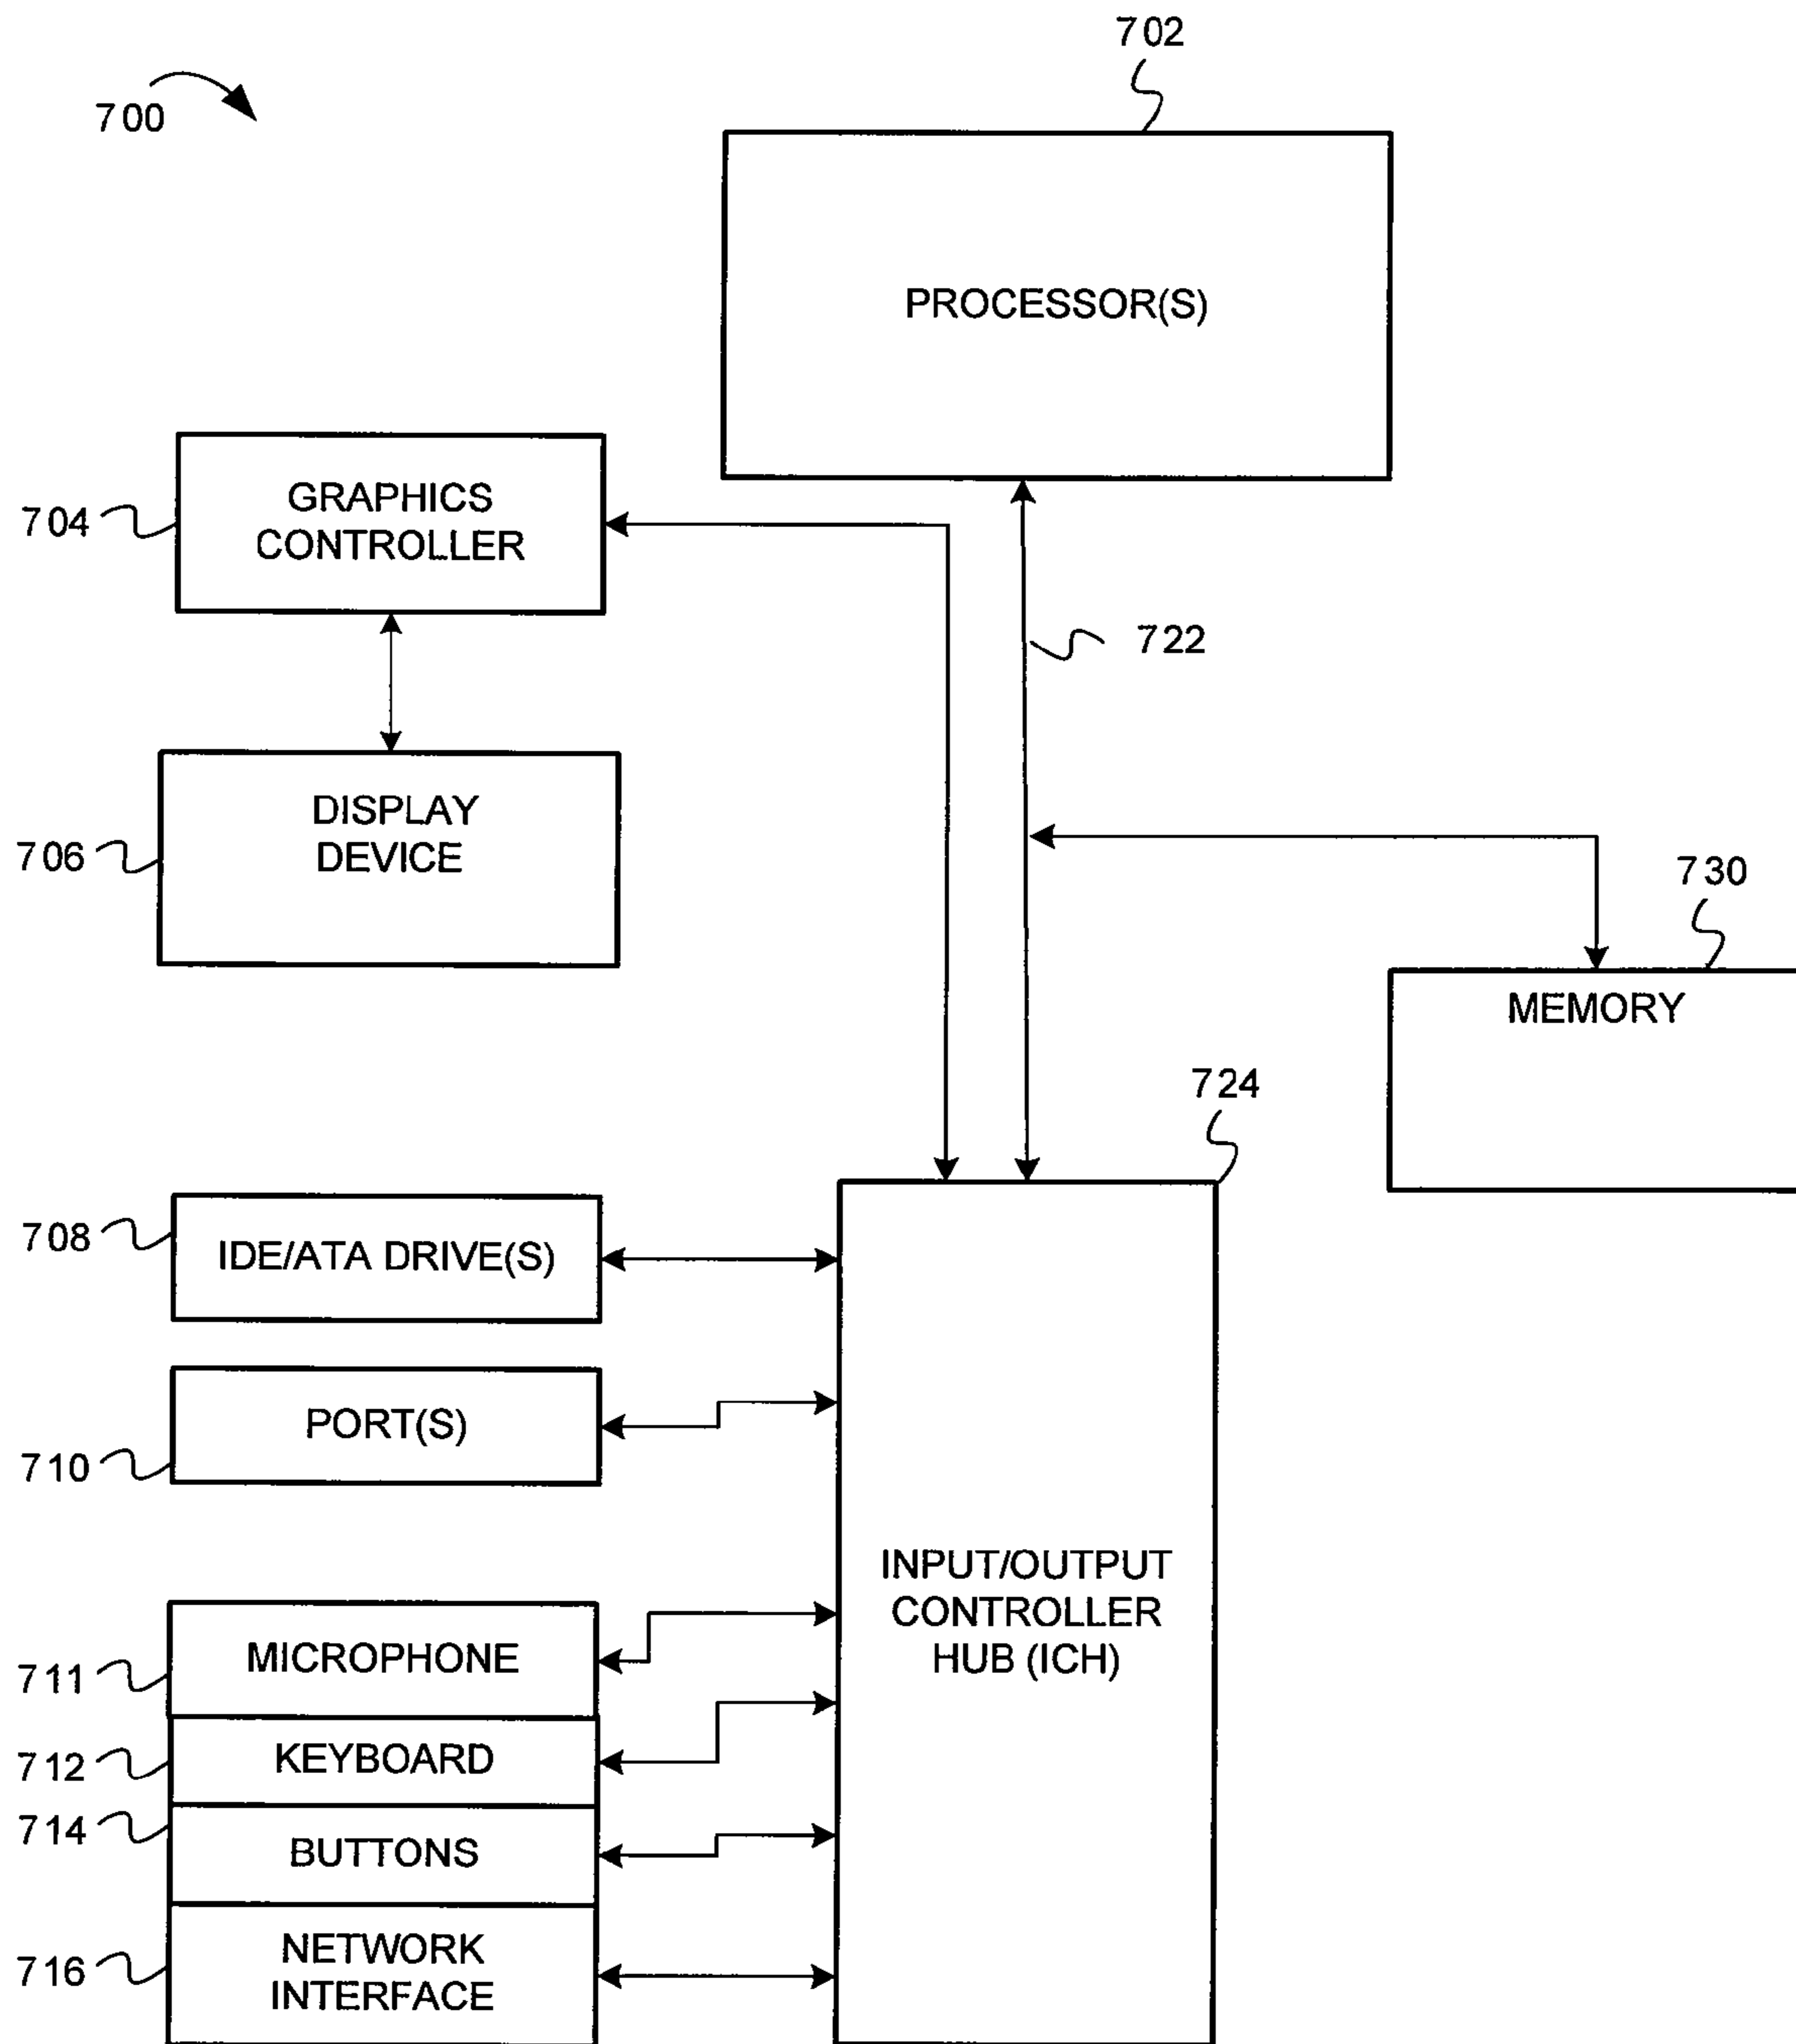 702
700
PROCESSOR(S)
704
GRAPHICS
CONTROLLER
722
706
DISPLAY
DEVICE
730
MEMORY
724
708
IDE/ATA DRIVE(S)
710
PORT(S)
INPUT/OUTPUT
CONTROLLER
HUB (ICH)
711
MICROPHONE
712
KEYBOARD
714
BUTTONS
716
NETWORK
INTERFACE